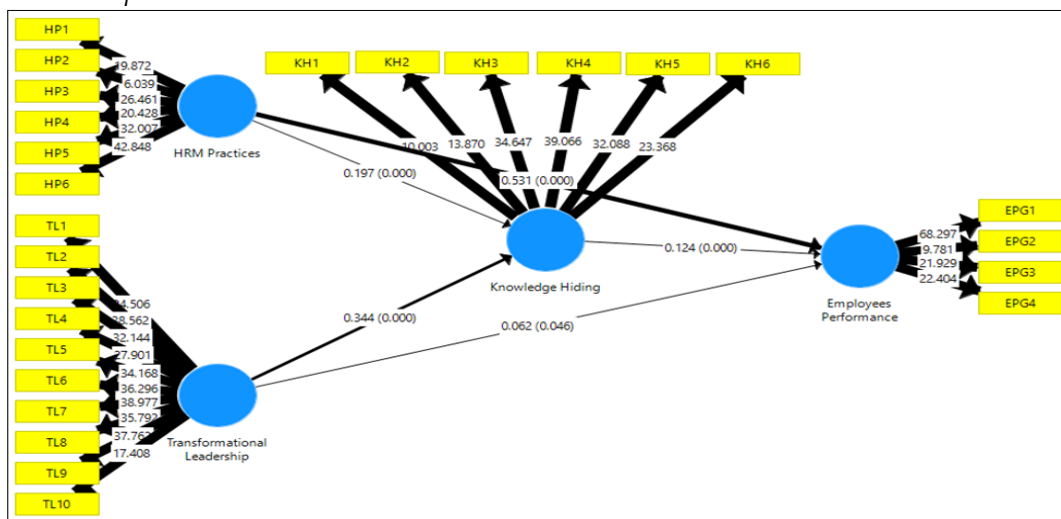 HP1
HP2
HP3
HP4
HP5
HP6
19.872
6.039
26.461
20.428
32.007
42.848
HRM Practices
KH1
KH2
KH3
KH4
KH5
KH6
10.003
13.870
34.647
39.066
32.088
23.368
0.197 (0.000)
0.531 (0.000)
Knowledge Hiding
0.124 (0.000)
0.344 (0.000)
0.062 (0.046)
EPG1
EPG2
EPG3
EPG4
68.297
9.781
21.929
22.404
Employees
Performance
TL1
TL2
TL3
TL4
TL5
TL6
TL7
TL8
TL9
TL10
32.144
27.901
34.168
36.296
38.977
35.792
37.763
17.408
Transformational
Leadership